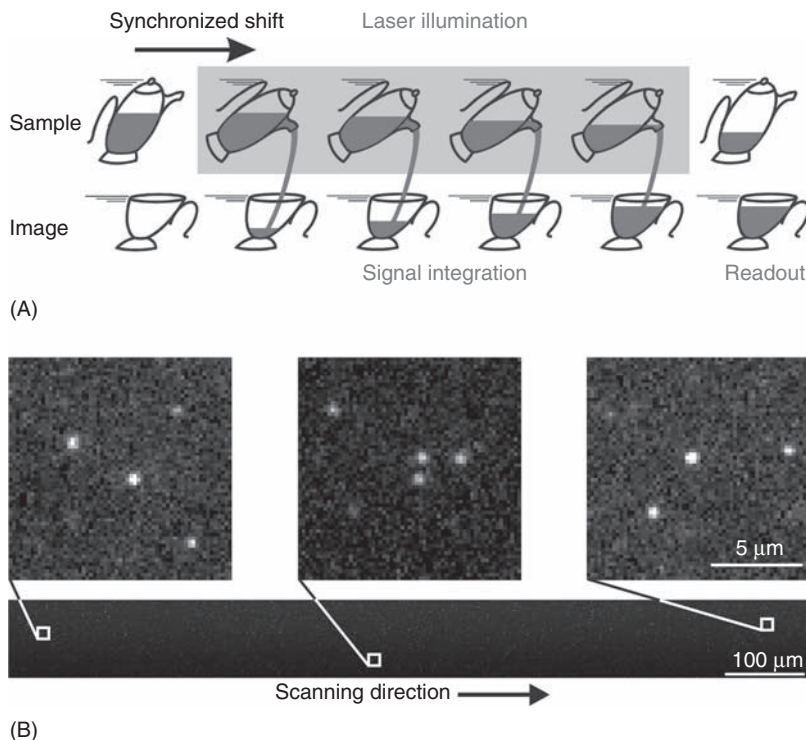 Synchronized shift
Laser illumination
Sample
Image
Signal integration
Readout
(A)
5 μm
100 μm
Scanning direction
(B)